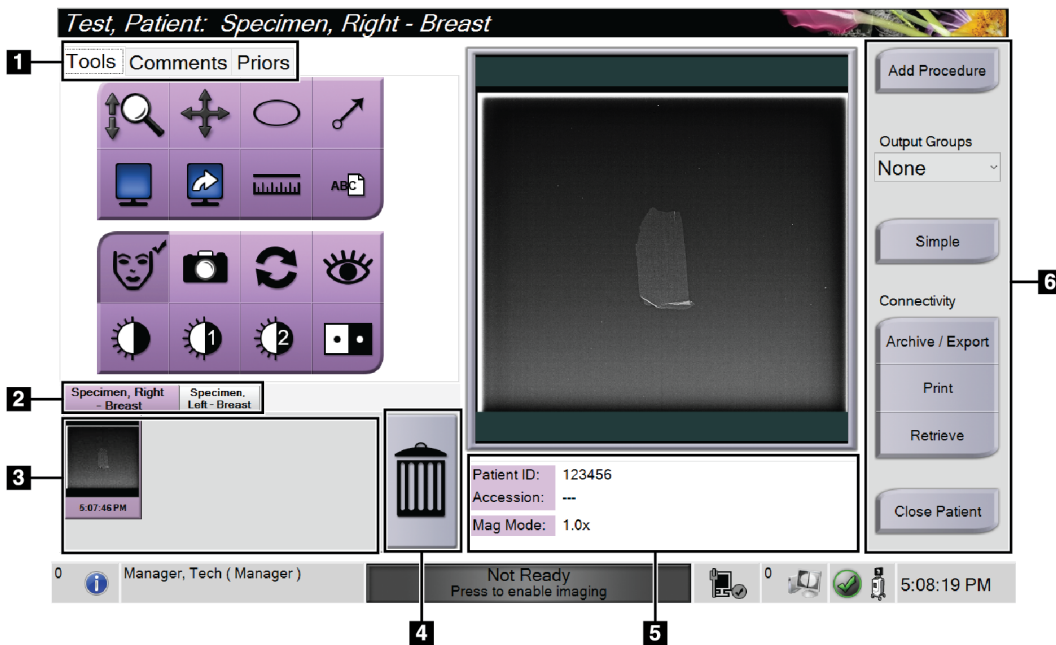 Test, Patient:  Specimen, Right - Breast
1
Tools Comments Priors
ABC
1 2
2
Specimen, Right
- Breast
Specimen,
Left - Breast
3
5:07:46 PM
4
Patient ID: 123456
Accession: ---
Mag Mode: 1.0x
5
Add Procedure
Output Groups
None
Simple
Connectivity
Archive / Export
Print
Retrieve
Close Patient
6
0
Manager, Tech ( Manager )
Not Ready
Press to enable imaging
0
5:08:19 PM